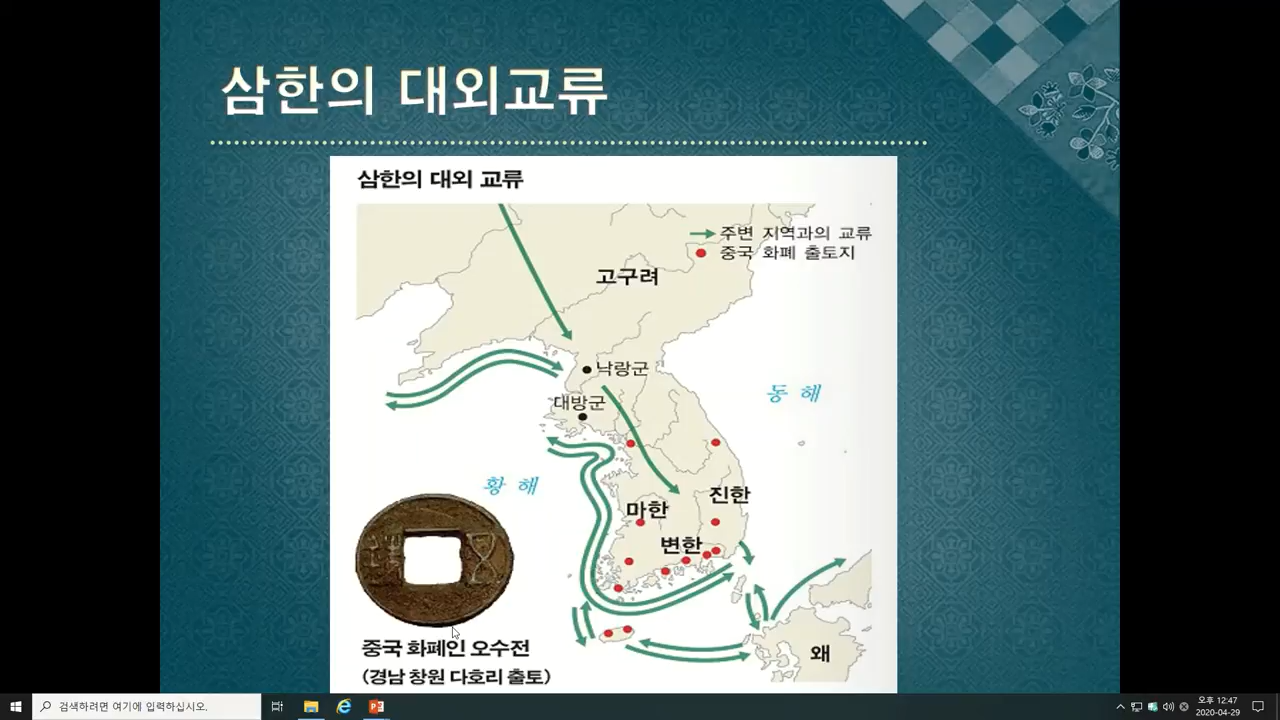 삼한의 대외교류
삼한의 대외 교류
주변 지역과의 교류
중국 화폐 출토지
고구려
낙랑군
대방군
동 해
황 해
진한
마한
변한
왜
중국 화폐인 오수전
(경남 창원 다호리 출토)
검색하려면 여기에 입력하십시오.
오후 12:47
2020-04-29